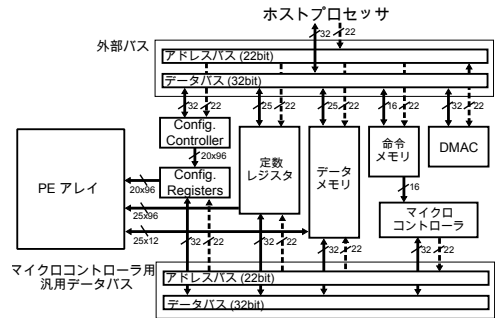 ホストプロセッサ
外部バス
32
22
アドレスバス (22bit)
データバス (32bit)
32
22
25
22
25
22
16
22
32
22
Config.
Controller
20x96
Config.
Registers
定数
レジスタ
データ
メモリ
命令
メモリ
DMAC
16
マイクロ
コントローラ
PE アレイ
20x96
25x96
25x12
32
22
32
22
32
22
32
22
マイクロコントローラ用
汎用データバス
アドレスバス (22bit)
データバス (32bit)